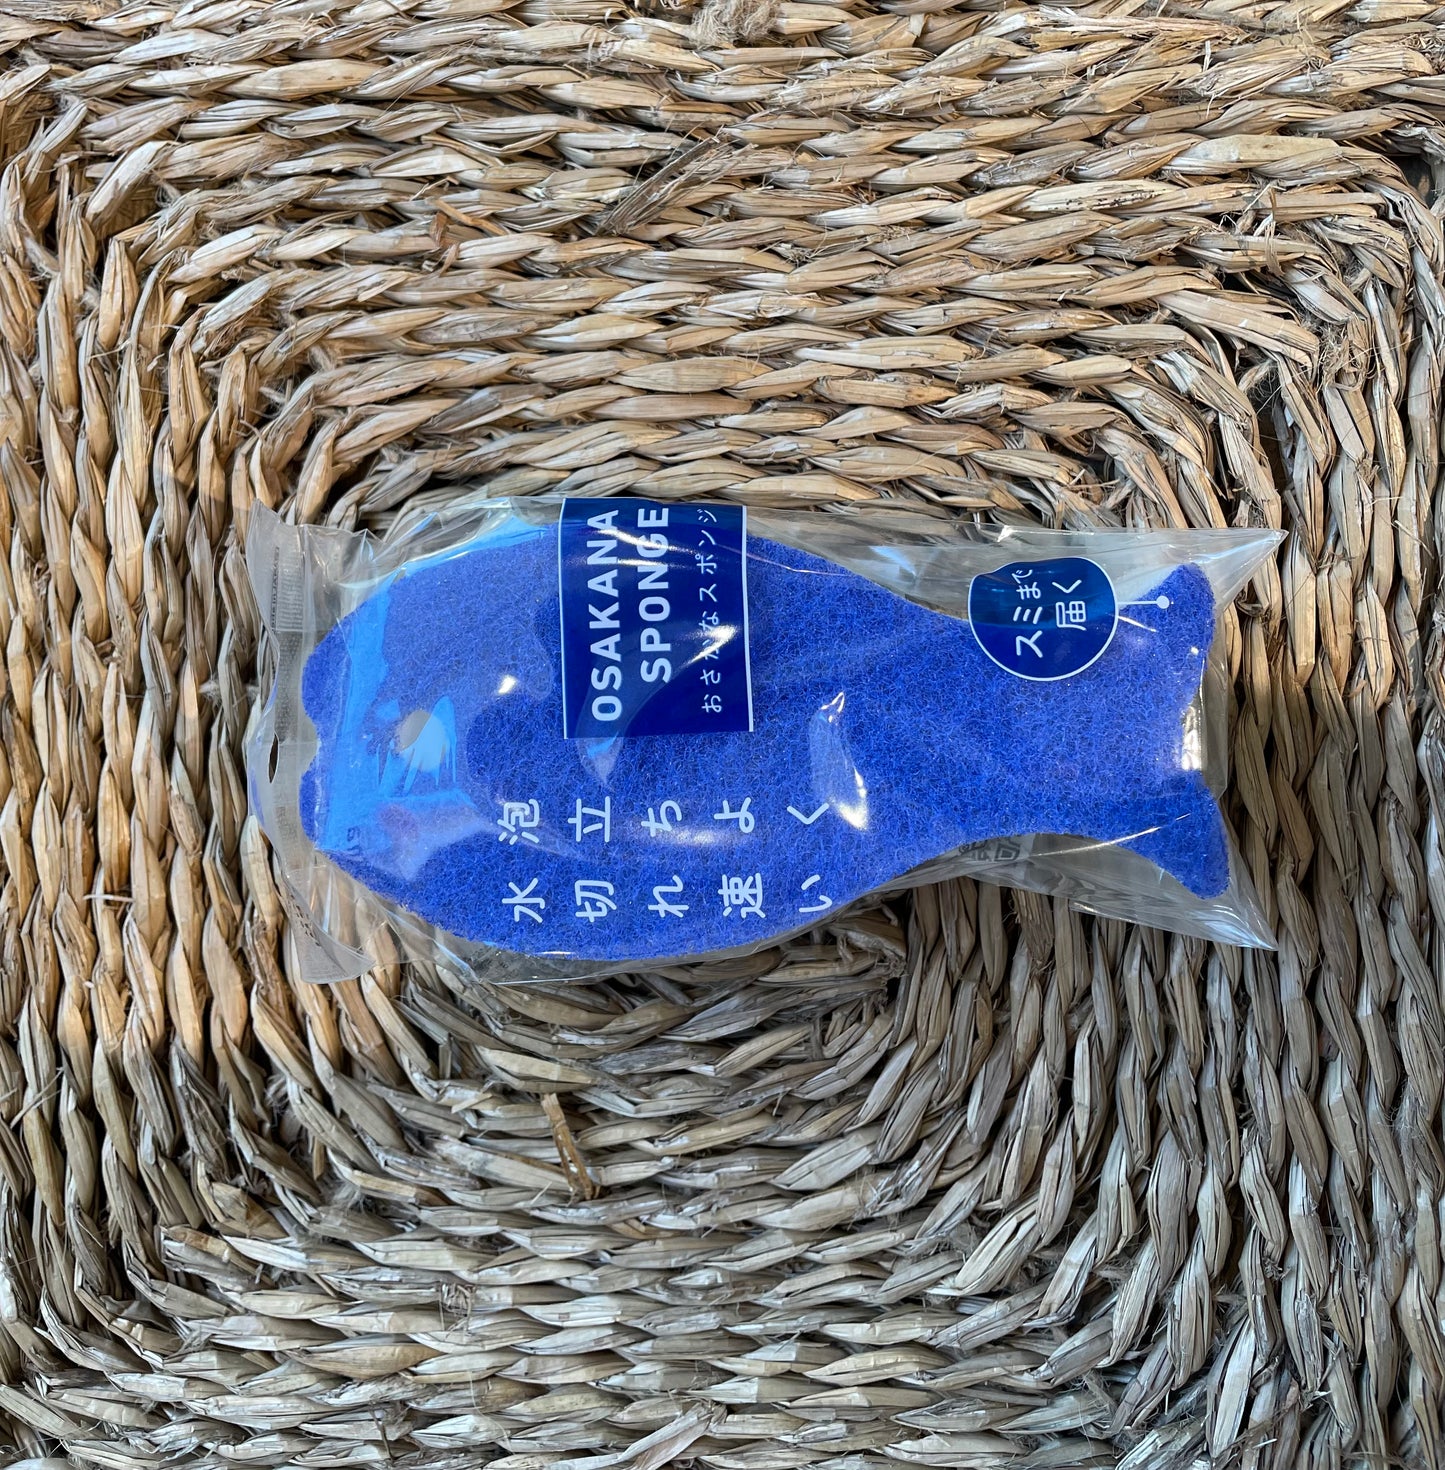 OSAKANA
SPONGE
おさかなスポンジ
スミまで
届く
泡立ちよく
水切れ速い